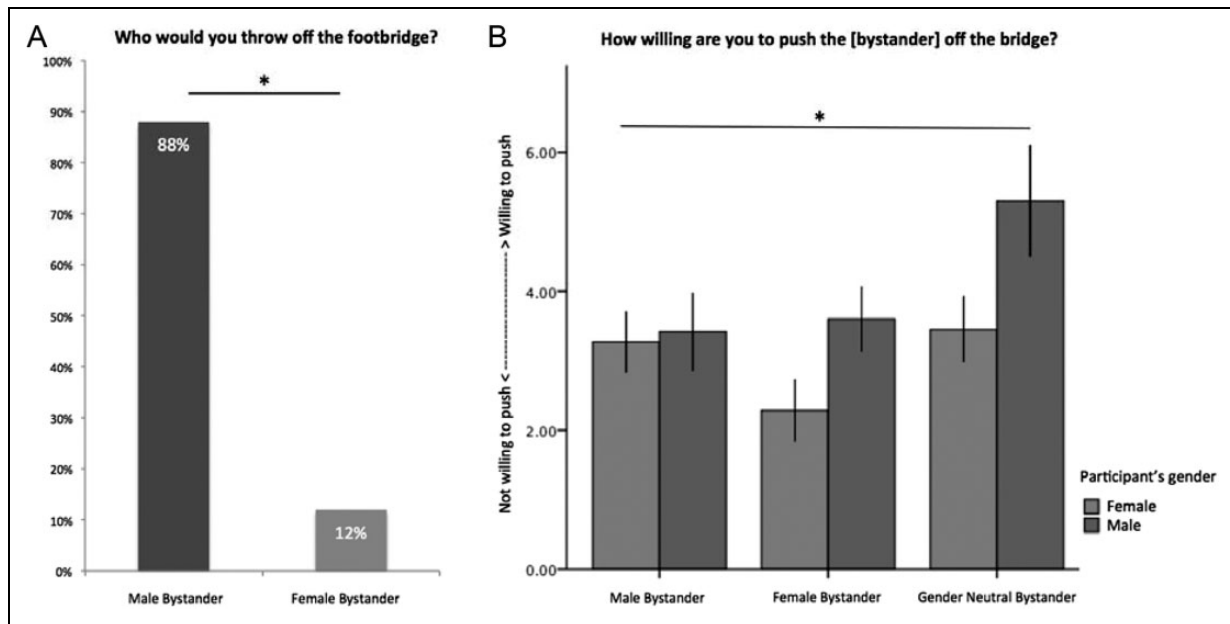 A
Who would you throw off the footbridge?
100%
90%
80%
70%
60%
50%
40%
30%
20%
10%
0%
*
88%
12%
Male Bystander
Female Bystander
B
How willing are you to push the [bystander] off the bridge?
Not willing to push < ---------------------- > Willing to push
6.00
4.00
2.00
0.00
*
Male Bystander
Female Bystander
Gender Neutral Bystander
Participant's gender
Female
Male